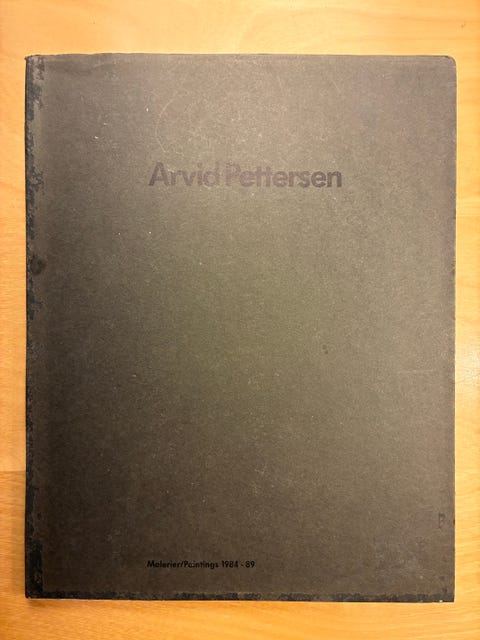 Arvid Pettersen
Malerier/Paintings 1984 - 89